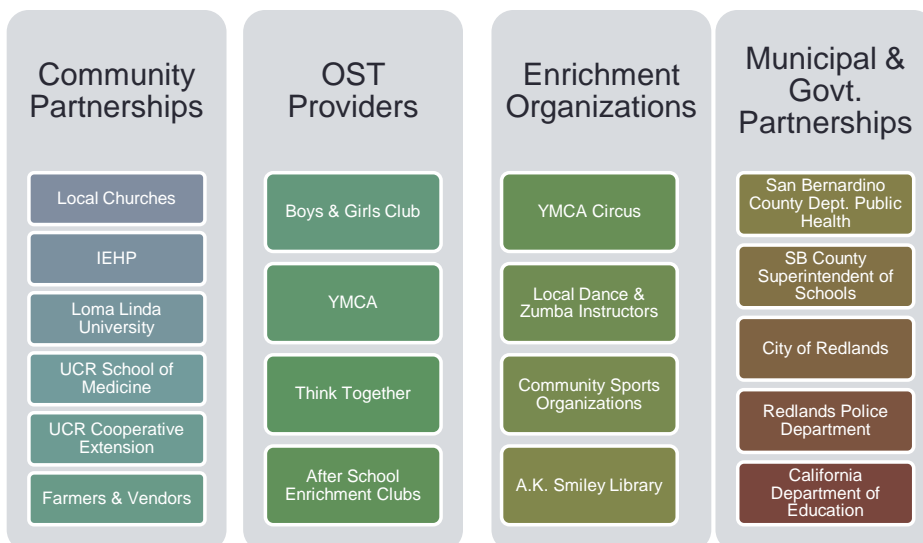 Community
Partnerships
Local Churches
IEHP
Loma Linda
University
UCR School of
Medicine
UCR Cooperative
Extension
Farmers & Vendors
OST
Providers
Boys & Girls Club
YMCA
Think Together
After School
Enrichment Clubs
Enrichment
Organizations
YMCA Circus
Local Dance &
Zumba Instructors
Community Sports
Organizations
A.K. Smiley Library
Municipal &
Govt.
Partnerships
San Bernardino
County Dept. Public
Health
SB County
Superintendent of
Schools
City of Redlands
Redlands Police
Department
California
Department of
Education